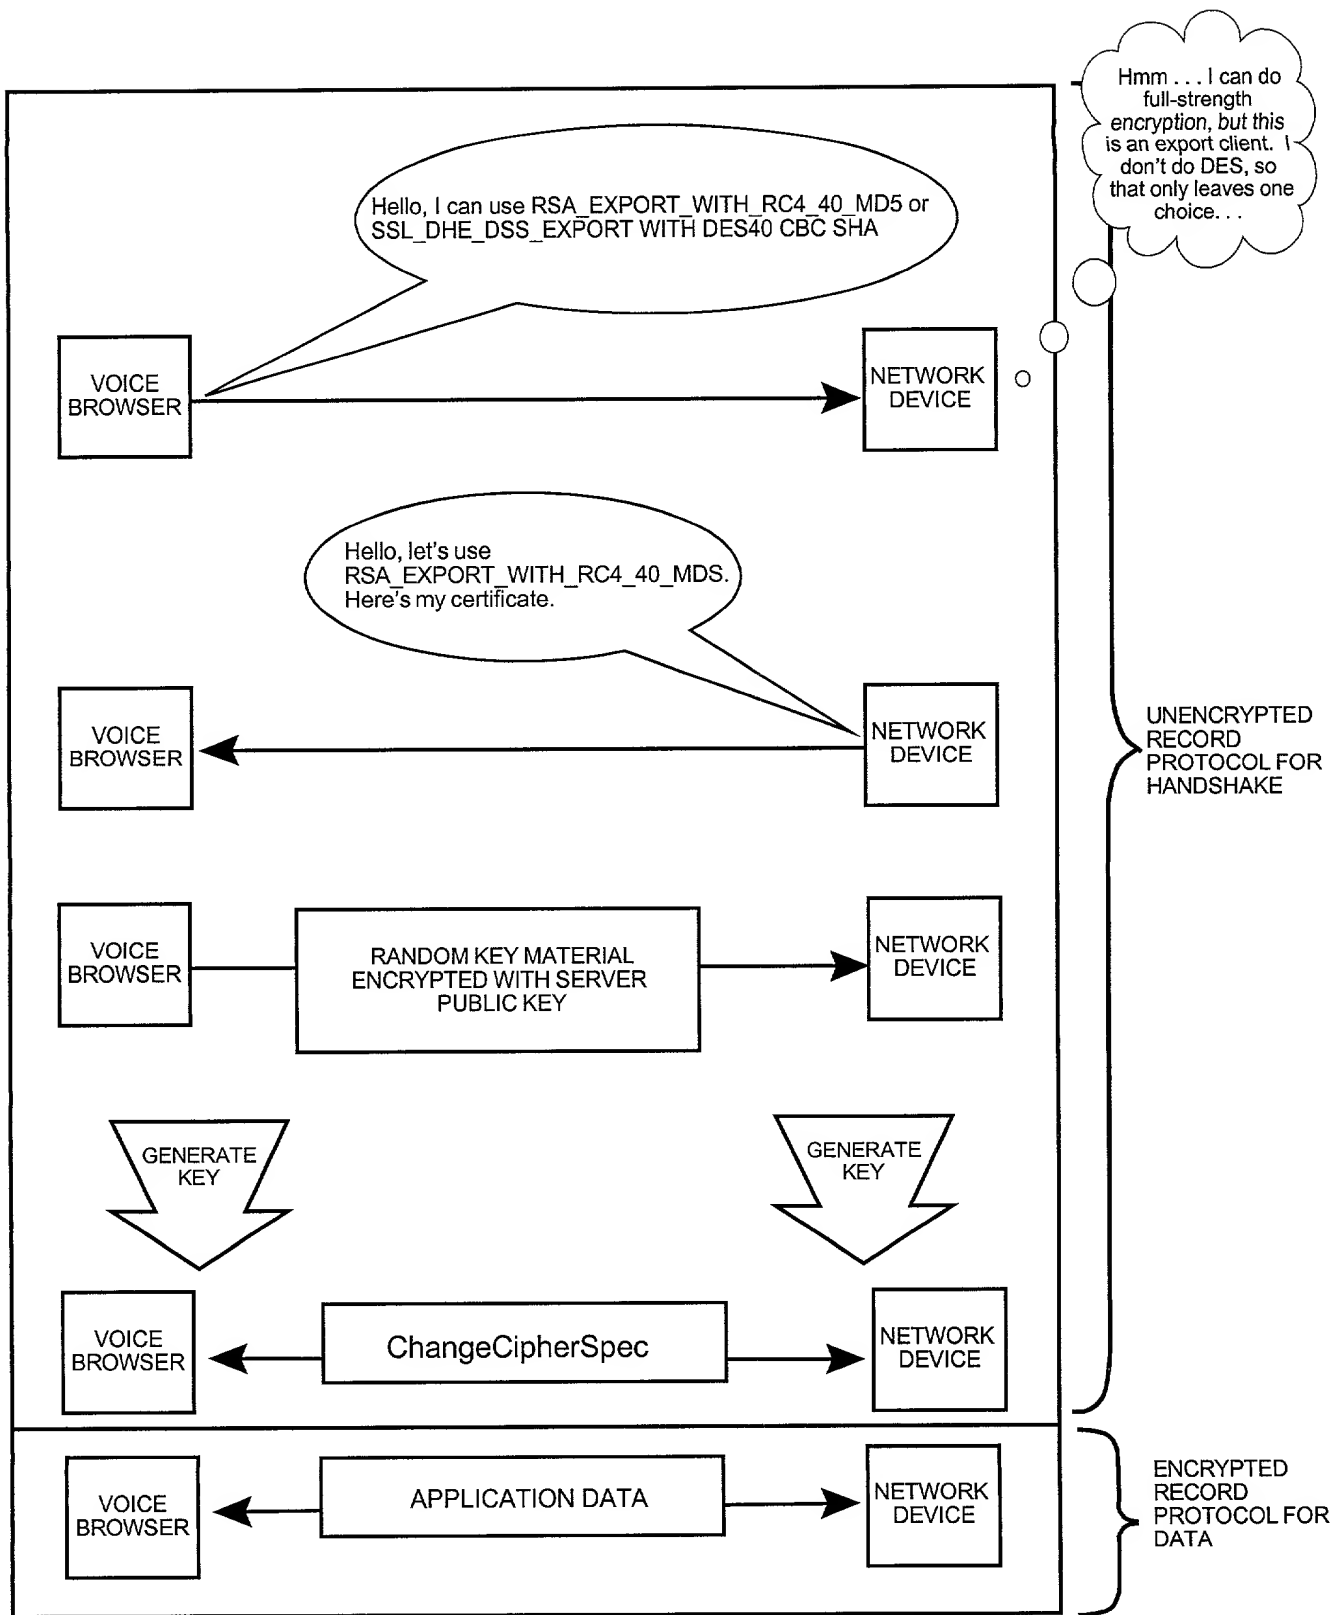 Hmm . . . I can do
full-strength
encryption, but this
is an export client.  I
don't do DES, so
that only leaves one
choice. . .
Hello, I can use RSA_EXPORT_WITH_RC4_40_MD5 or
SSL_DHE_DSS_EXPORT WITH DES40 CBC SHA
VOICE
BROWSER
NETWORK
DEVICE
Hello, let's use
RSA_EXPORT_WITH_RC4_40_MDS.
Here's my certificate.
VOICE
BROWSER
NETWORK
DEVICE
UNENCRYPTED
RECORD
PROTOCOL FOR
HANDSHAKE
VOICE
BROWSER
RANDOM KEY MATERIAL
ENCRYPTED WITH SERVER
PUBLIC KEY
NETWORK
DEVICE
GENERATE
KEY
GENERATE
KEY
VOICE
BROWSER
ChangeCipherSpec
NETWORK
DEVICE
VOICE
BROWSER
APPLICATION DATA
NETWORK
DEVICE
ENCRYPTED
RECORD
PROTOCOL FOR
DATA